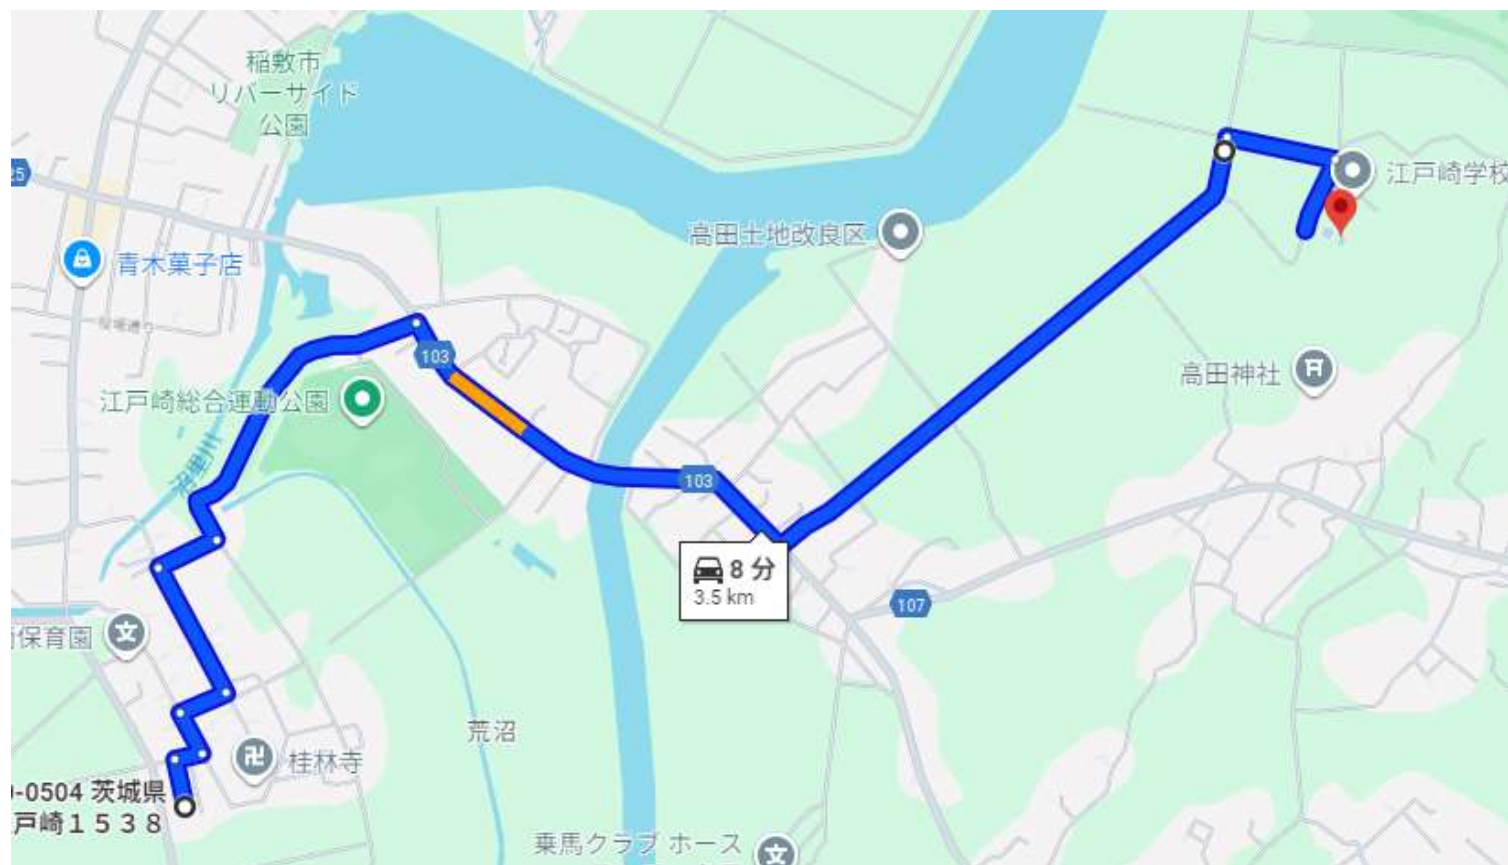 稲敷市
リバーサイド
公園
25
青木菓子店
高田土地改良区
江戸崎学校
103
江戸崎総合運動公園
高田神社
沼里川
103
8 分
3.5 km
107
保育園
荒沼
桂林寺
-0504 茨城県
戸崎１５３８
乗馬クラブ ホース